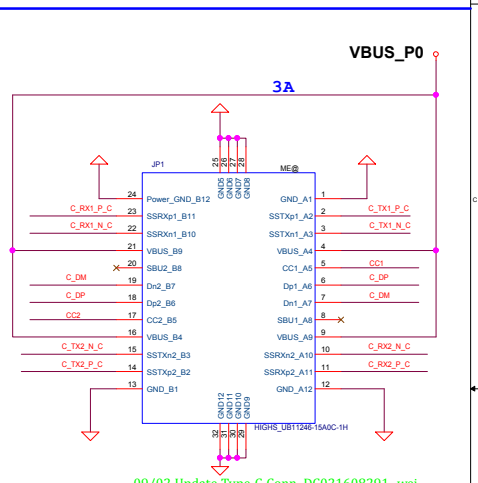 VBUS_P0
3A
JP1
ME@
25 26 27 28
GND5 GND6 GND7 GND8
24 Power_GND_B12 GND_A1 1
C_RX1_P_C 23 SSRXp1_B11 SSTXp1_A2 2 C_TX1_P_C
C_RX1_N_C 22 SSRXn1_B10 SSTXn1_A3 3 C_TX1_N_C
21 VBUS_B9 VBUS_A4 4
20 SBU2_B8 CC1_A5 5 CC1
C_DM 19 Dn2_B7 Dp1_A6 6 C_DP
C_DP 18 Dp2_B6 Dn1_A7 7 C_DM
CC2 17 CC2_B5 SBU1_A8 8
16 VBUS_B4 VBUS_A9 9
C_TX2_N_C 15 SSTXn2_B3 SSRXn2_A10 10 C_RX2_N_C
C_TX2_P_C 14 SSTXp2_B2 SSRXp2_A11 11 C_RX2_P_C
13 GND_B1 GND_A12 12
GND12 GND11 GND10 GND9
32 31 30 29
HIGHS_UB11246-15A0C-1H
C